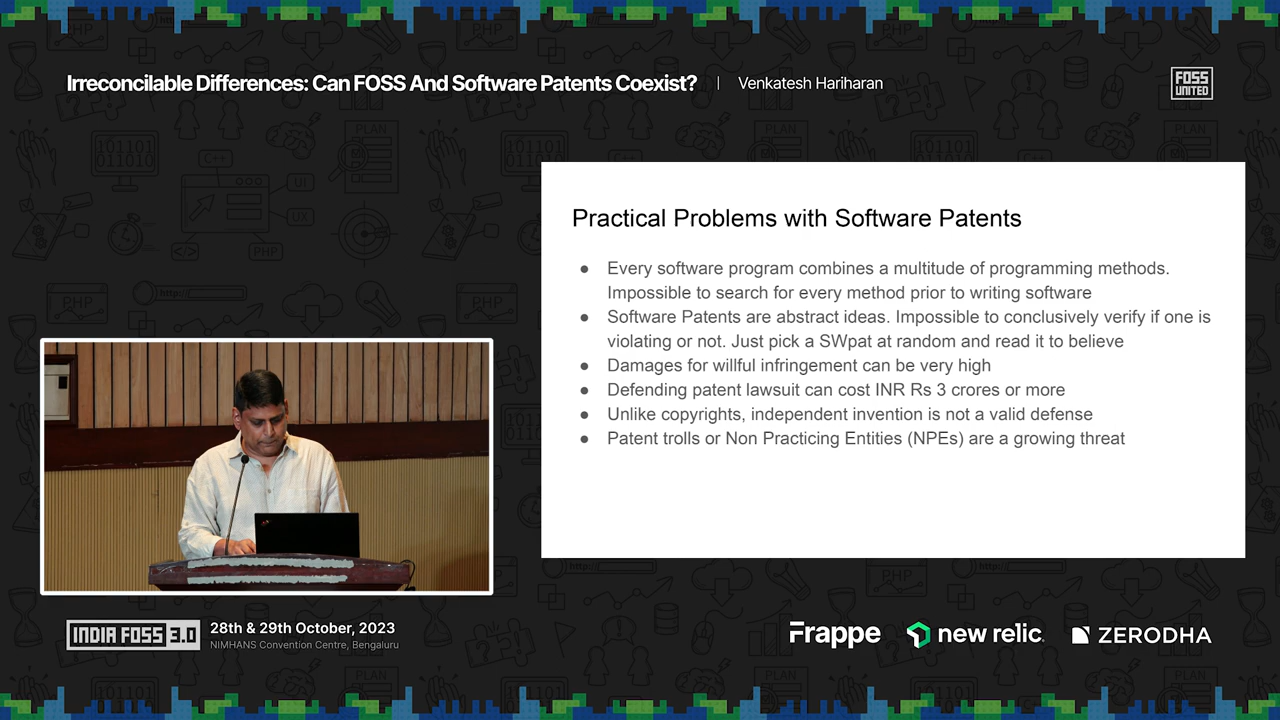 Irreconcilable Differences: Can FOSS And Software Patents Coexist? | Venkatesh Hariharan
FOSS
UNITED
Practical Problems with Software Patents
● Every software program combines a multitude of programming methods.
Impossible to search for every method prior to writing software
● Software Patents are abstract ideas. Impossible to conclusively verify if one is
violating or not. Just pick a SWpat at random and read it to believe
● Damages for willful infringement can be very high
● Defending patent lawsuit can cost INR Rs 3 crores or more
● Unlike copyrights, independent invention is not a valid defense
● Patent trolls or Non Practicing Entities (NPEs) are a growing threat
INDIA FOSS 3.0
28th & 29th October, 2023
NIMHANS Convention Centre, Bengaluru
Frappe
new relic
ZERODHA